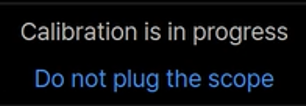 Calibration is in progress
Do not plug the scope